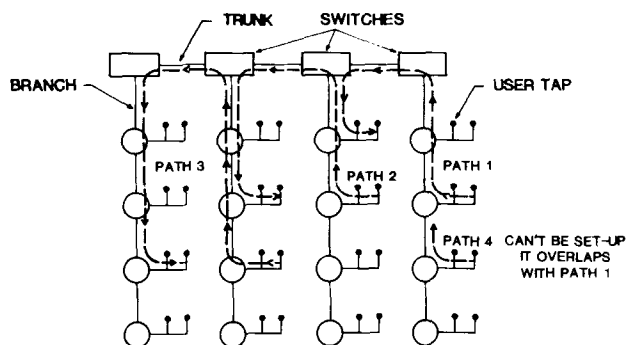 TRUNK
SWITCHES
BRANCH
USER TAP
PATH 3
PATH 2
PATH 1
PATH 4
CAN'T BE SET-UP
IT OVERLAPS
WITH PATH 1